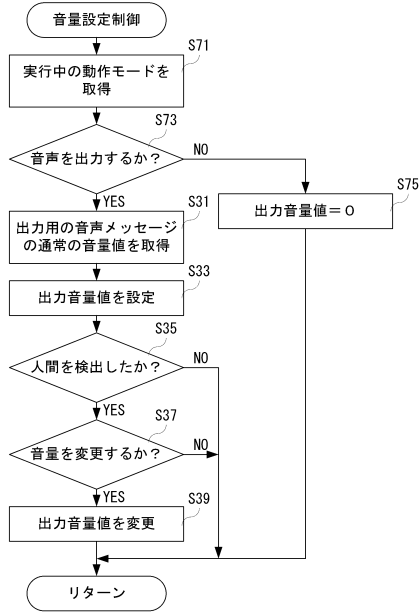 音量設定制御
S71
実行中の動作モードを
取得
S73
音声を出力するか？
NO
YES
S75
出力音量値＝０
S31
出力用の音声メッセージ
の通常の音量値を取得
S33
出力音量値を設定
S35
人間を検出したか？
NO
YES
S37
音量を変更するか？
NO
YES
S39
出力音量値を変更
リターン